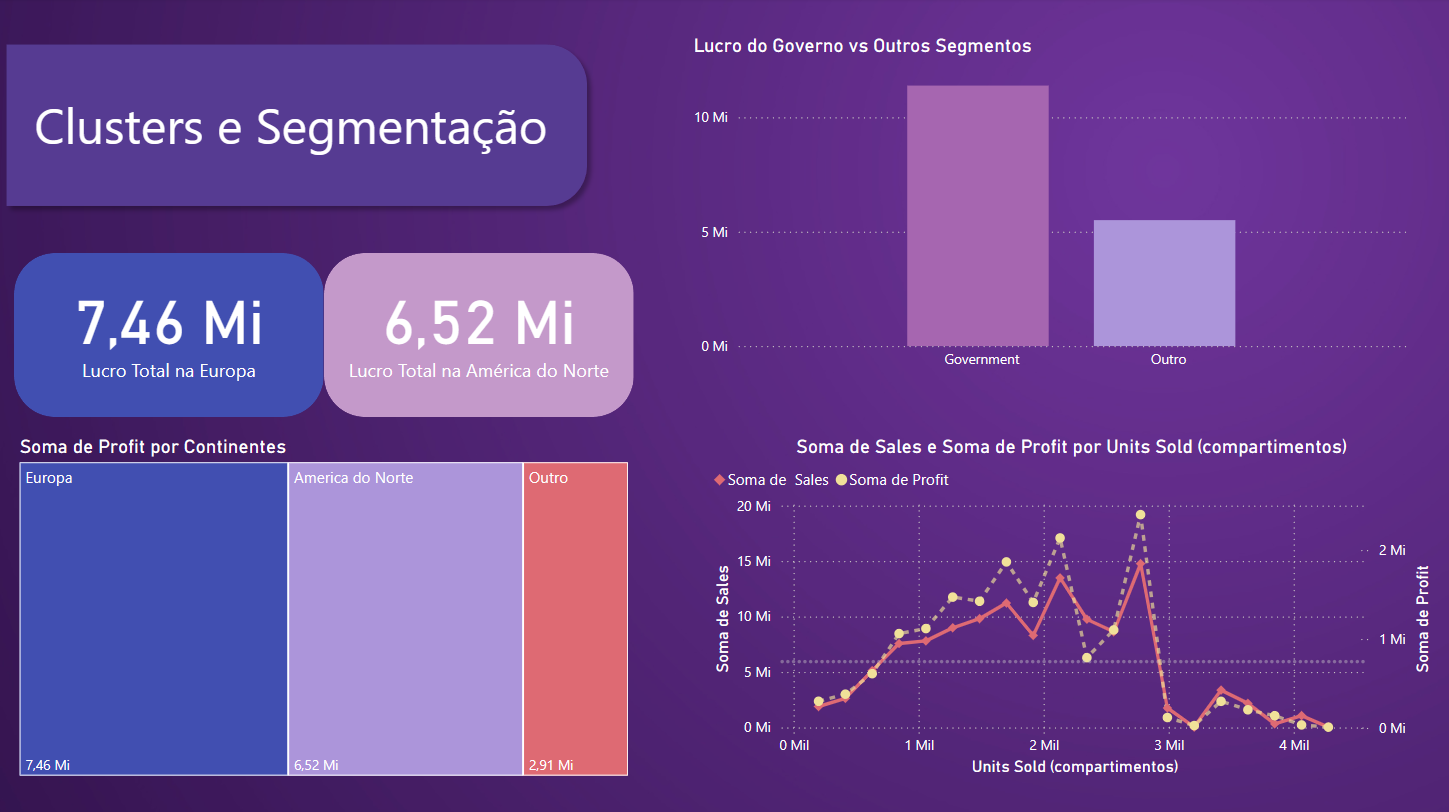 Clusters e Segmentação
7,46 Mi
Lucro Total na Europa
6,52 Mi
Lucro Total na América do Norte
Soma de Profit por Continentes
Europa
America do Norte
Outro
7,46 Mi
6,52 Mi
2,91 Mi
Lucro do Governo vs Outros Segmentos
10 Mi
5 Mi
0 Mi
Government
Outro
Soma de Sales e Soma de Profit por Units Sold (compartimentos)
Soma de Sales
Soma de Profit
Soma de Sales
20 Mi
15 Mi
10 Mi
5 Mi
0 Mi
2 Mi
1 Mi
0 Mi
Soma de Profit
0 Mil
1 Mil
2 Mil
3 Mil
4 Mil
Units Sold (compartimentos)